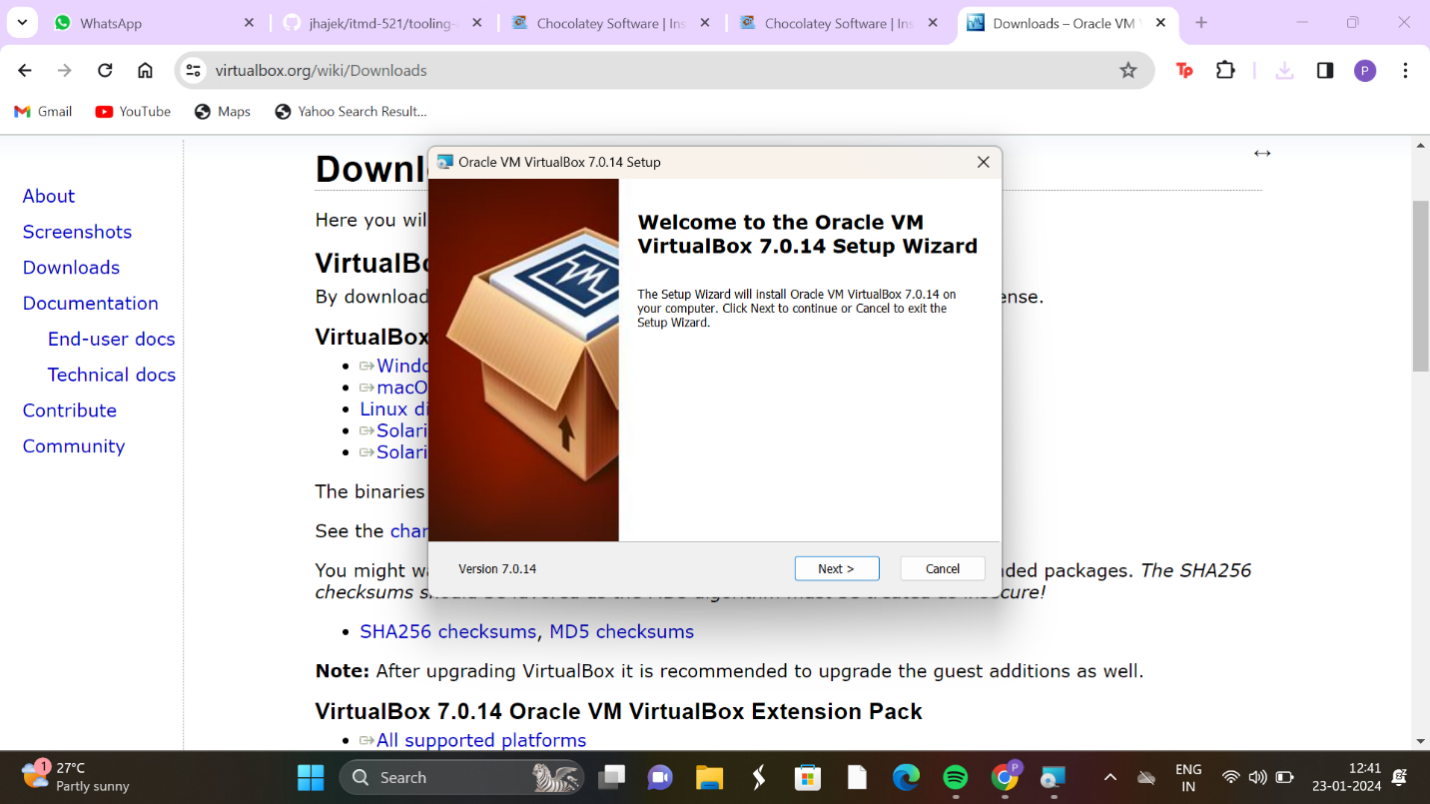 WhatsApp
jhajek/itmd-521/tooling-
Chocolatey Software | Ins
Chocolatey Software | Ins
Downloads – Oracle VM
virtualbox.org/wiki/Downloads
Tp
P
Gmail
YouTube
Maps
Yahoo Search Result...
About
Screenshots
Downloads
Documentation
End-user docs
Technical docs
Contribute
Community
Downl
Here you wil
VirtualBo
By download
ense.
VirtualBox
Windo
macO
Linux di
Solari
Solari
The binaries
See the chan
You might wa
nded packages. The SHA256
checksums
cure!
SHA256 checksums, MD5 checksums
Note: After upgrading VirtualBox it is recommended to upgrade the guest additions as well.
VirtualBox 7.0.14 Oracle VM VirtualBox Extension Pack
All supported platforms
Oracle VM VirtualBox 7.0.14 Setup
Welcome to the Oracle VM
VirtualBox 7.0.14 Setup Wizard
The Setup Wizard will install Oracle VM VirtualBox 7.0.14 on
your computer. Click Next to continue or Cancel to exit the
Setup Wizard.
Version 7.0.14
Next >
Cancel
1
27°C
Partly sunny
Search
P
ENG
IN
12:41
23-01-2024